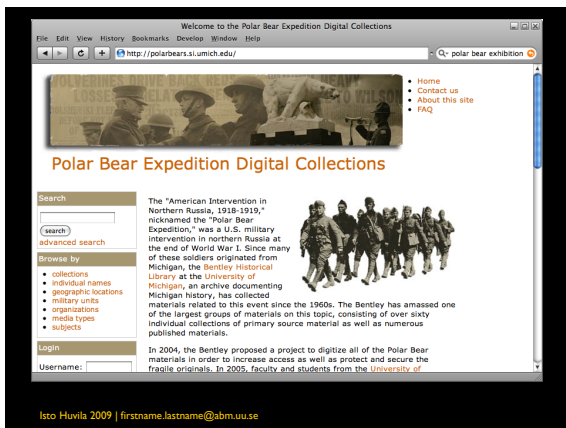 Welcome to the Polar Bear Expedition Digital Collections
File Edit View History Bookmarks Develop Window Help
http://polarbears.si.umich.edu/
polar bear exhibition
WOLVERINES
LOSSES
TO WILSON
Home
Contact us
About this site
FAQ
Polar Bear Expedition Digital Collections
Search
search
advanced search
Browse by
collections
individual names
geographic locations
military units
organizations
media types
subjects
Login
Username:
The "American Intervention in
Northern Russia, 1918-1919,"
nicknamed the "Polar Bear
Expedition," was a U.S. military
intervention in northern Russia at
the end of World War I. Since many
of these soldiers originated from
Michigan, the Bentley Historical
Library at the University of
Michigan, an archive documenting
Michigan history, has collected
materials related to this event since the 1960s. The Bentley has amassed one
of the largest groups of materials on this topic, consisting of over sixty
individual collections of primary source material as well as numerous
published materials.
In 2004, the Bentley proposed a project to digitize all of the Polar Bear
materials in order to increase access as well as protect and secure the
fragile originals. In 2005, faculty and students from the University of
Isto Huvila 2009 | firstname.lastname@abm.uu.se